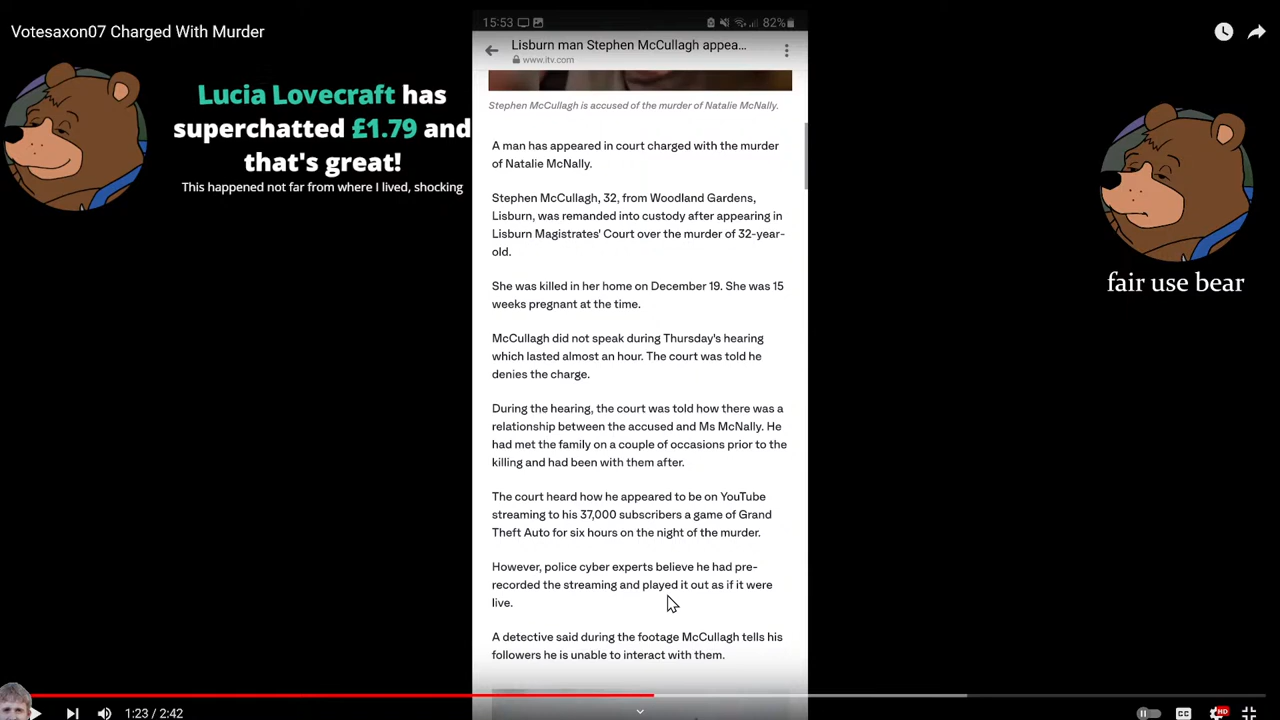 Votesaxon07 Charged With Murder
Lucia Lovecraft has
superchatted £1.79 and
that's great!
This happened not far from where I lived, shocking
15:53
82%
Lisburn man Stephen McCullagh appea...
www.itv.com
Stephen McCullagh is accused of the murder of Natalie McNally.
A man has appeared in court charged with the murder
of Natalie McNally.
Stephen McCullagh, 32, from Woodland Gardens,
Lisburn, was remanded into custody after appearing in
Lisburn Magistrates' Court over the murder of 32-year-
old.
She was killed in her home on December 19. She was 15
weeks pregnant at the time.
McCullagh did not speak during Thursday's hearing
which lasted almost an hour. The court was told he
denies the charge.
During the hearing, the court was told how there was a
relationship between the accused and Ms McNally. He
had met the family on a couple of occasions prior to the
killing and had been with them after.
The court heard how he appeared to be on YouTube
streaming to his 37,000 subscribers a game of Grand
Theft Auto for six hours on the night of the murder.
However, police cyber experts believe he had pre-
recorded the streaming and played it out as if it were
live.
A detective said during the footage McCullagh tells his
followers he is unable to interact with them.
fair use bear
1:23 / 2:42
CC
HD